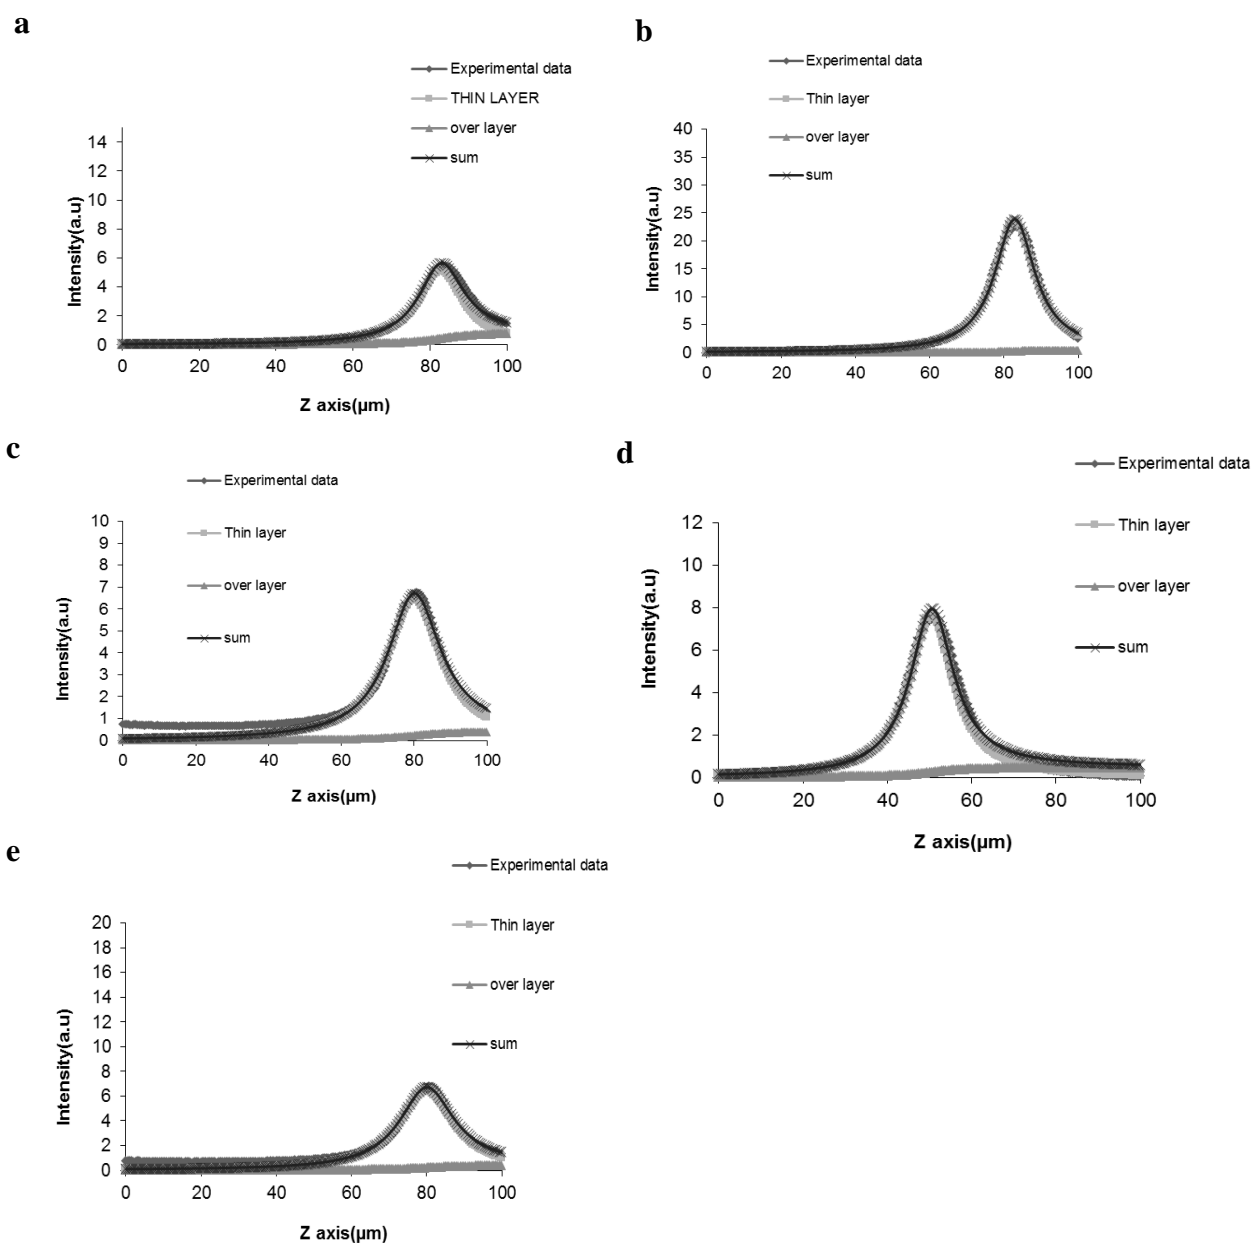 a
Experimental data
THIN LAYER
over layer
sum
14
12
10
8
6
4
2
0
Intensity(a.u)
0 20 40 60 80 100
Z axis(µm)
b
Experimental data
Thin layer
over layer
sum
40
35
30
25
20
15
10
5
0
Intensity(a.u)
0 20 40 60 80 100
c
Experimental data
Thin layer
over layer
sum
10
9
8
7
6
5
4
3
2
1
0
Intensity(a.u)
0 20 40 60 80 100
Z axis(µm)
d
Experimental data
Thin layer
over layer
sum
12
10
8
6
4
2
0
Intensity(a.u)
0 20 40 60 80 100
Z axis(µm)
e
Experimental data
Thin layer
over layer
sum
20
18
16
14
12
10
8
6
4
2
0
Intensity(a.u)
0 20 40 60 80 100
Z axis(µm)